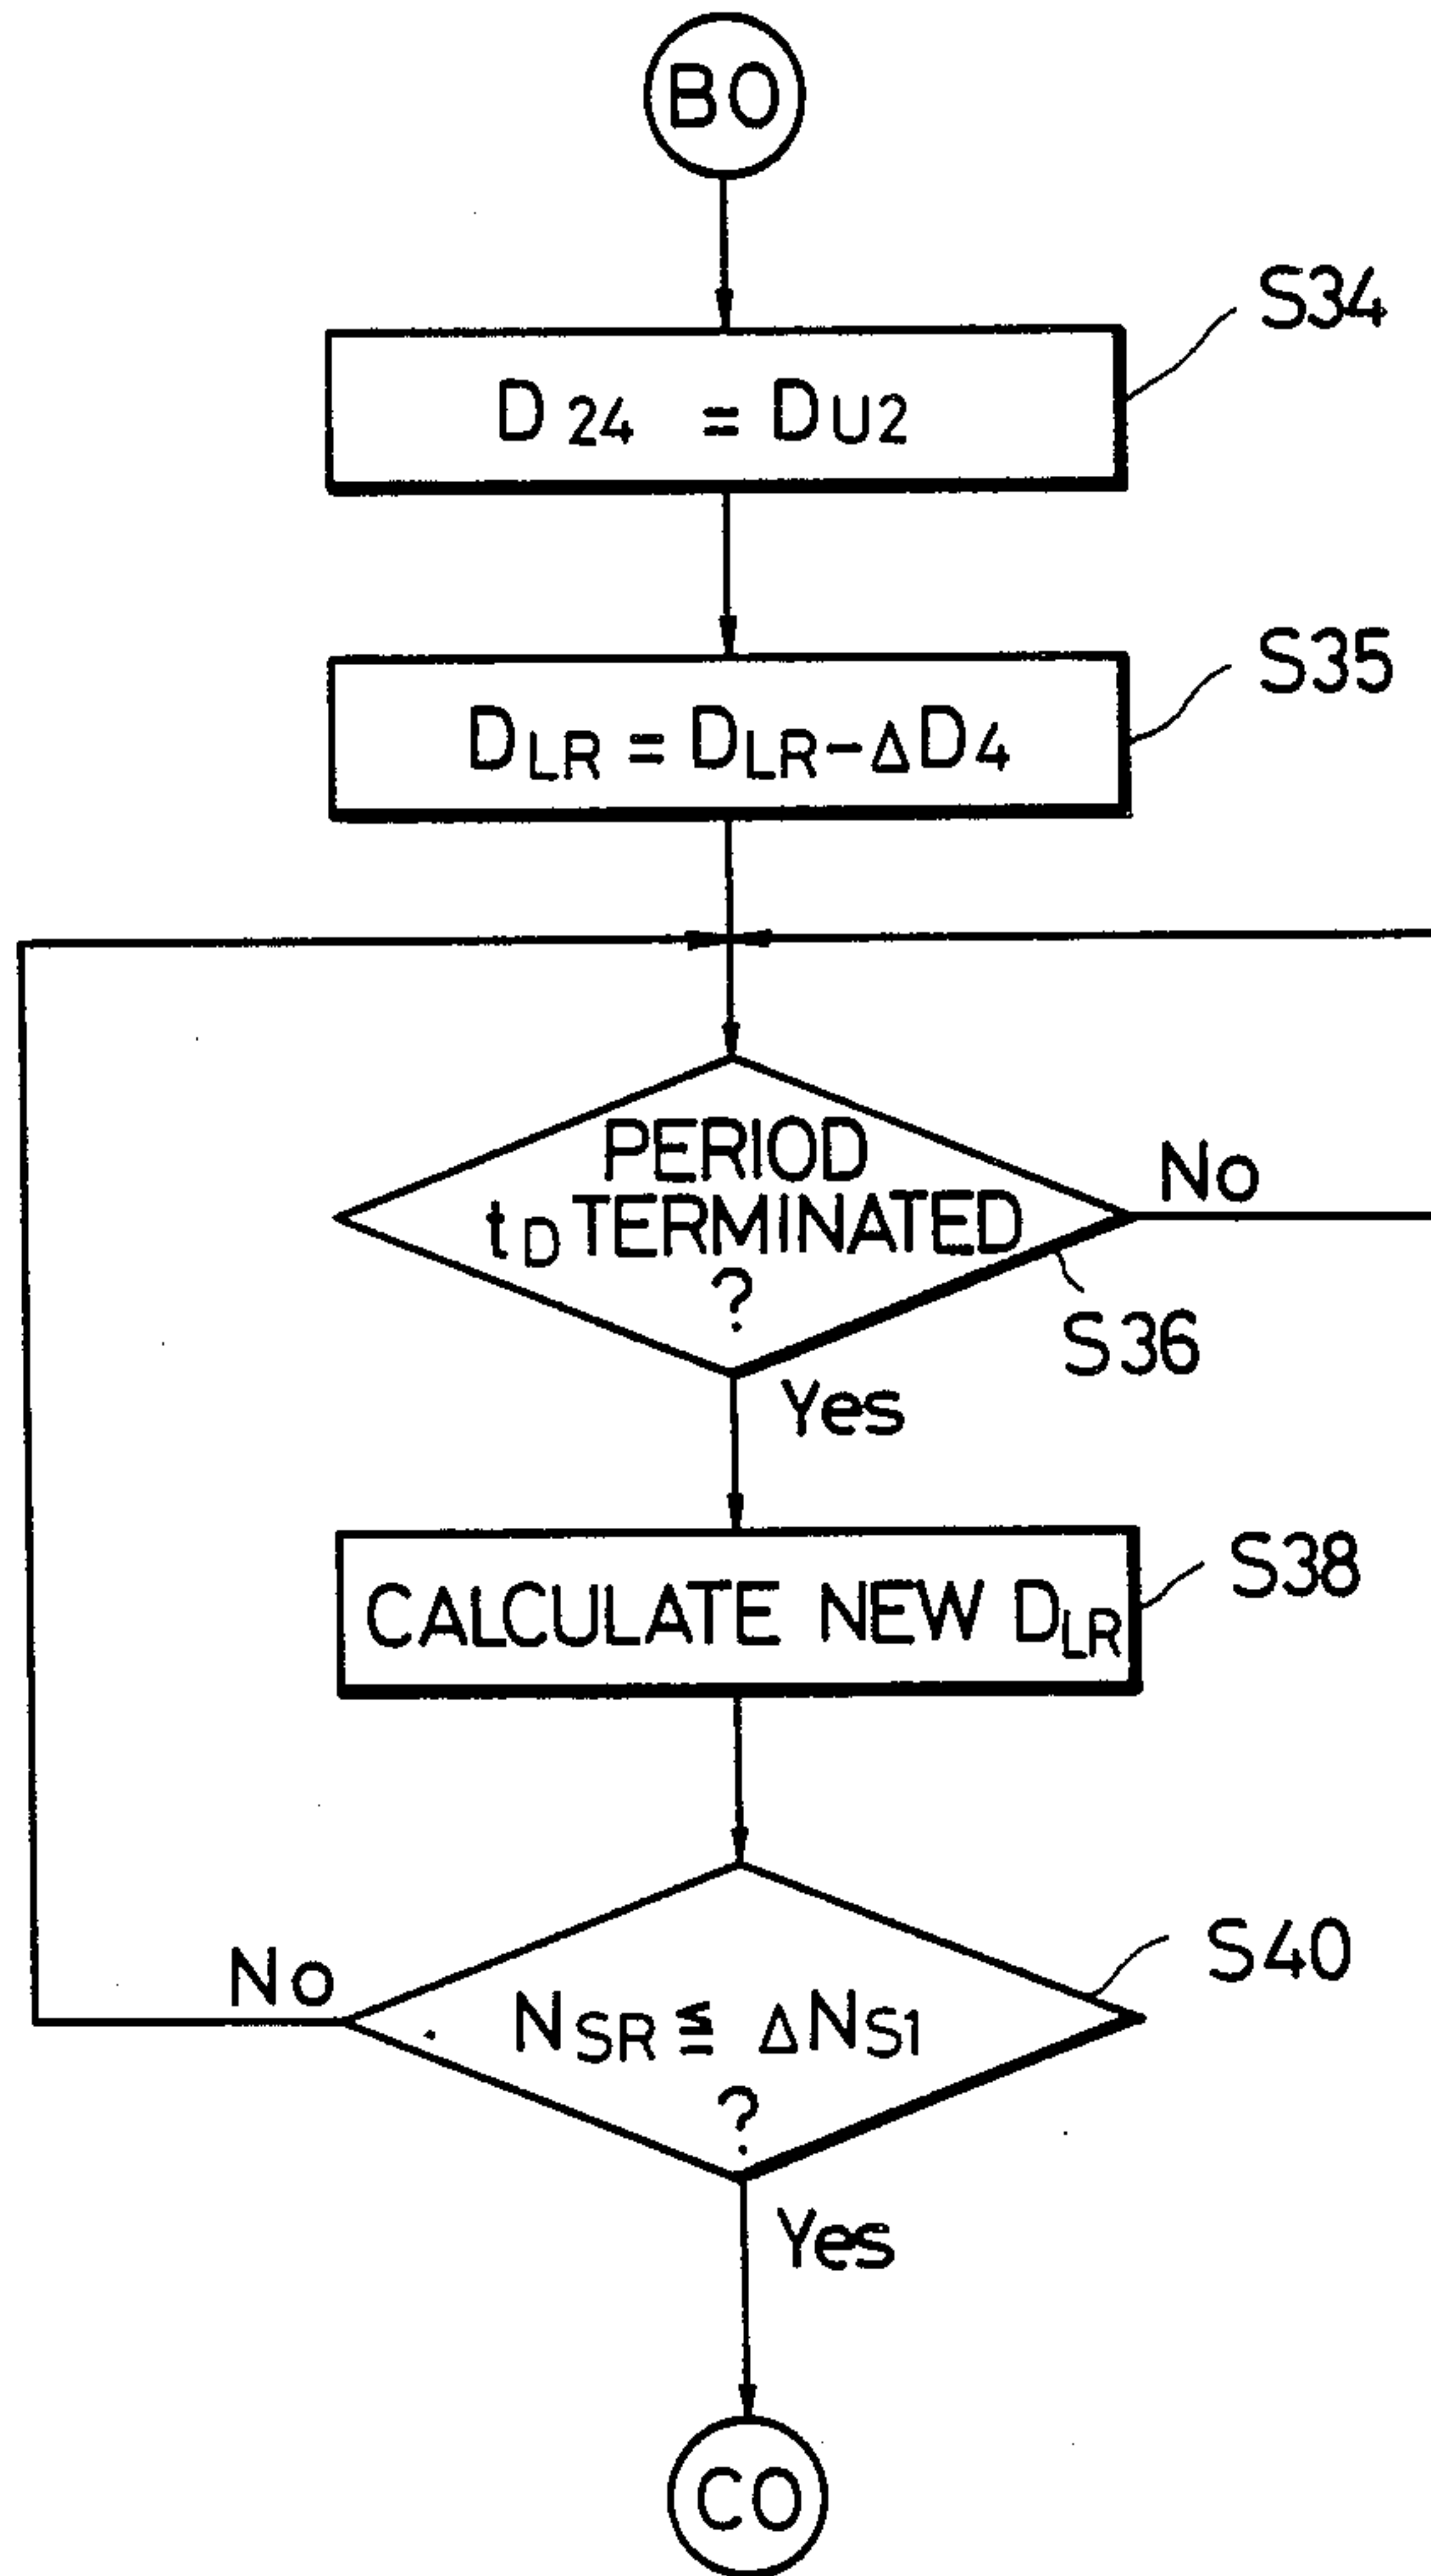 BO
S34
D24 = DU2
S35
DLR = DLR - ΔD4
PERIOD
tD TERMINATED
?
No
S36
Yes
S38
CALCULATE NEW DLR
S40
No
NSR ≦ ΔNS1
?
Yes
CO